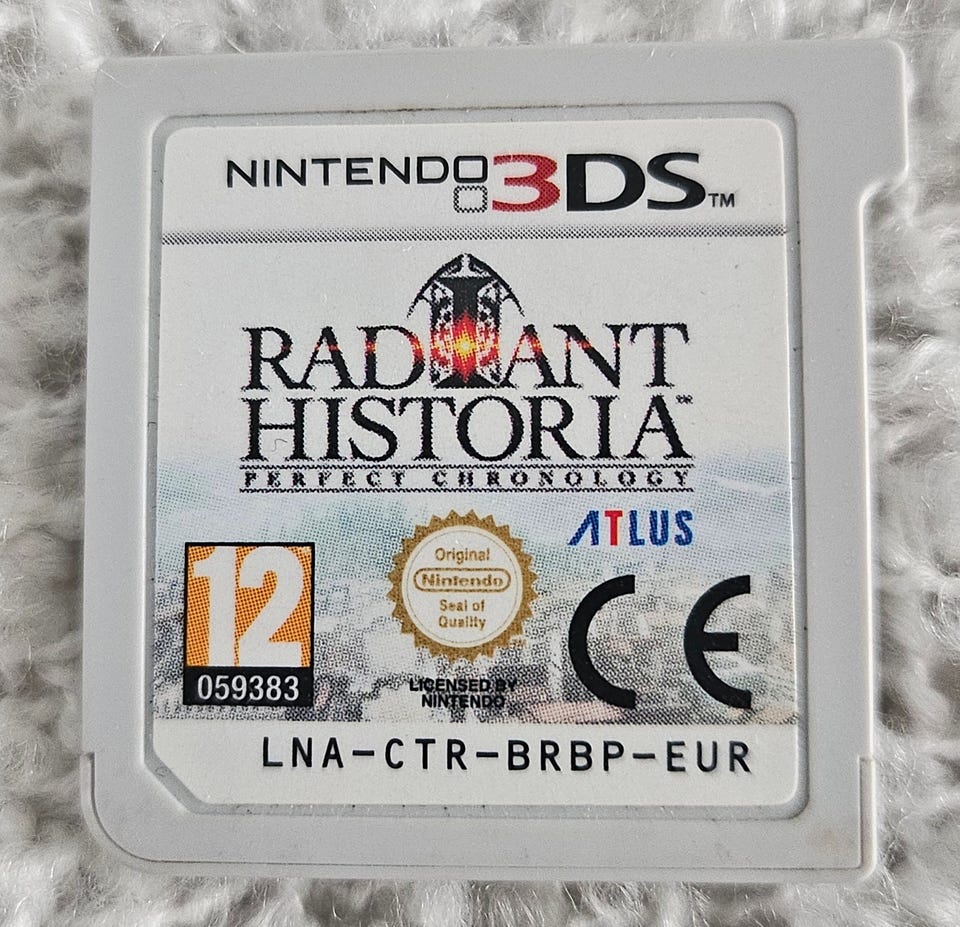 NINTENDO 3DS™
RADIANT
HISTORIA™
PERFECT CHRONOLOGY
ATLUS
12
059383
Original
Nintendo
Seal of
Quality
LICENSED BY
NINTENDO
CE
LNA-CTR-BRBP-EUR